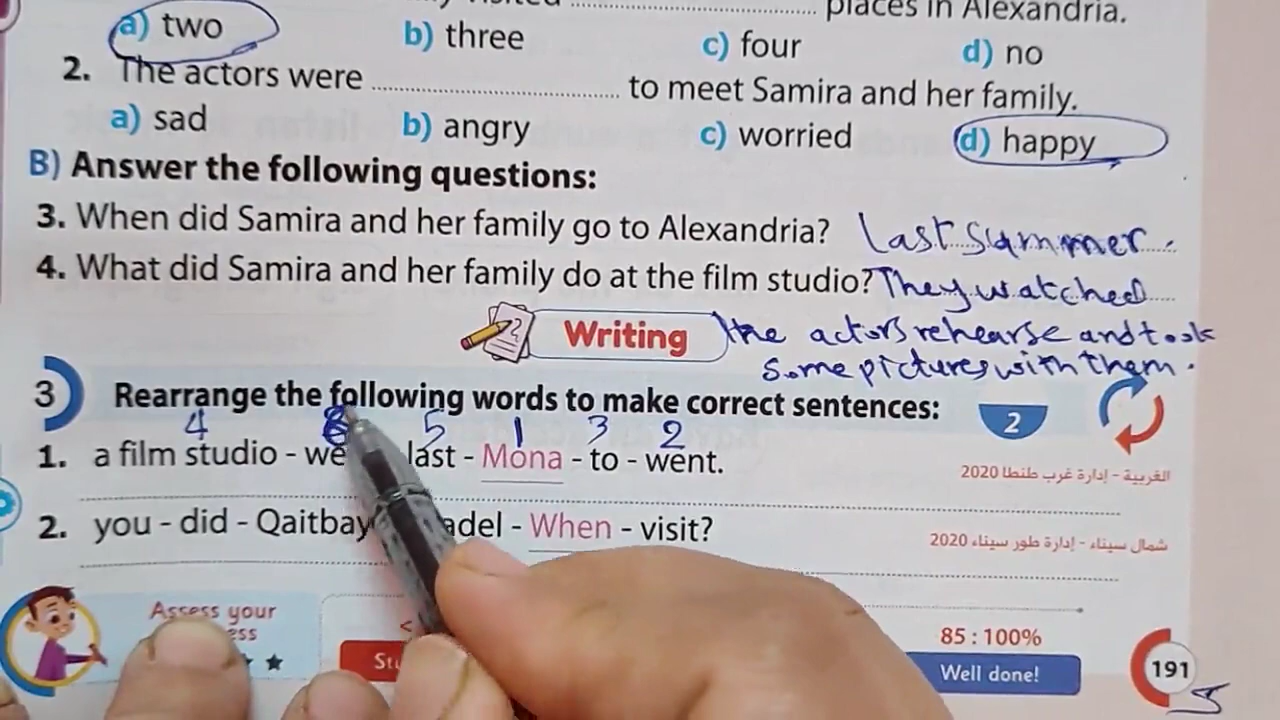 places in Alexandria.
a) two b) three c) four d) no
2. The actors were ........ to meet Samira and her family.
a) sad b) angry c) worried d) happy
B) Answer the following questions:
3. When did Samira and her family go to Alexandria? Last summer.
4. What did Samira and her family do at the film studio? They watched
Writing the actors rehearse and took
some pictures with them.
3 Rearrange the following words to make correct sentences: 2
4 5 1 3 2
1. a film studio - last - Mona - to - went.
الغربية - إدارة غرب طنطا 2020
2. you - did - Qaitbay - When - visit?
شمال سيناء - إدارة طور سيناء 2020
Assess your
85 : 100%
Well done!
191